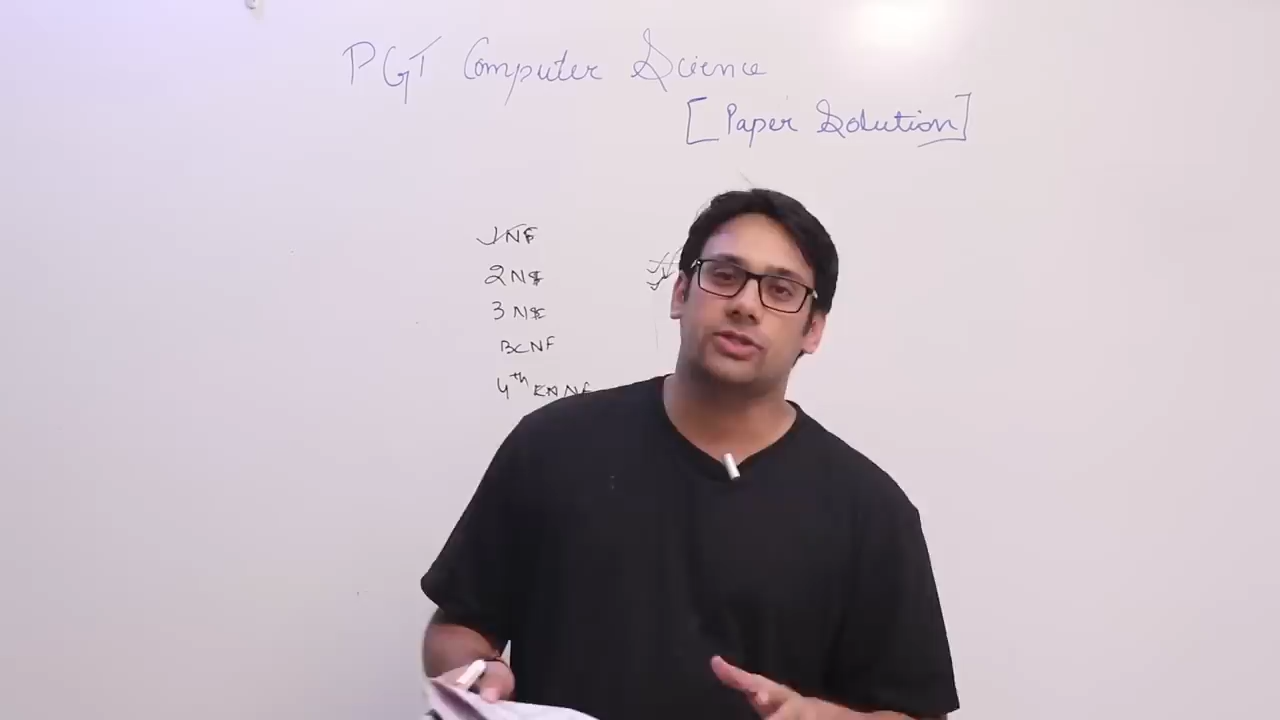 PGT Computer Science
[Paper Solution]
1NF
2NF
3NF
BCNF
4th